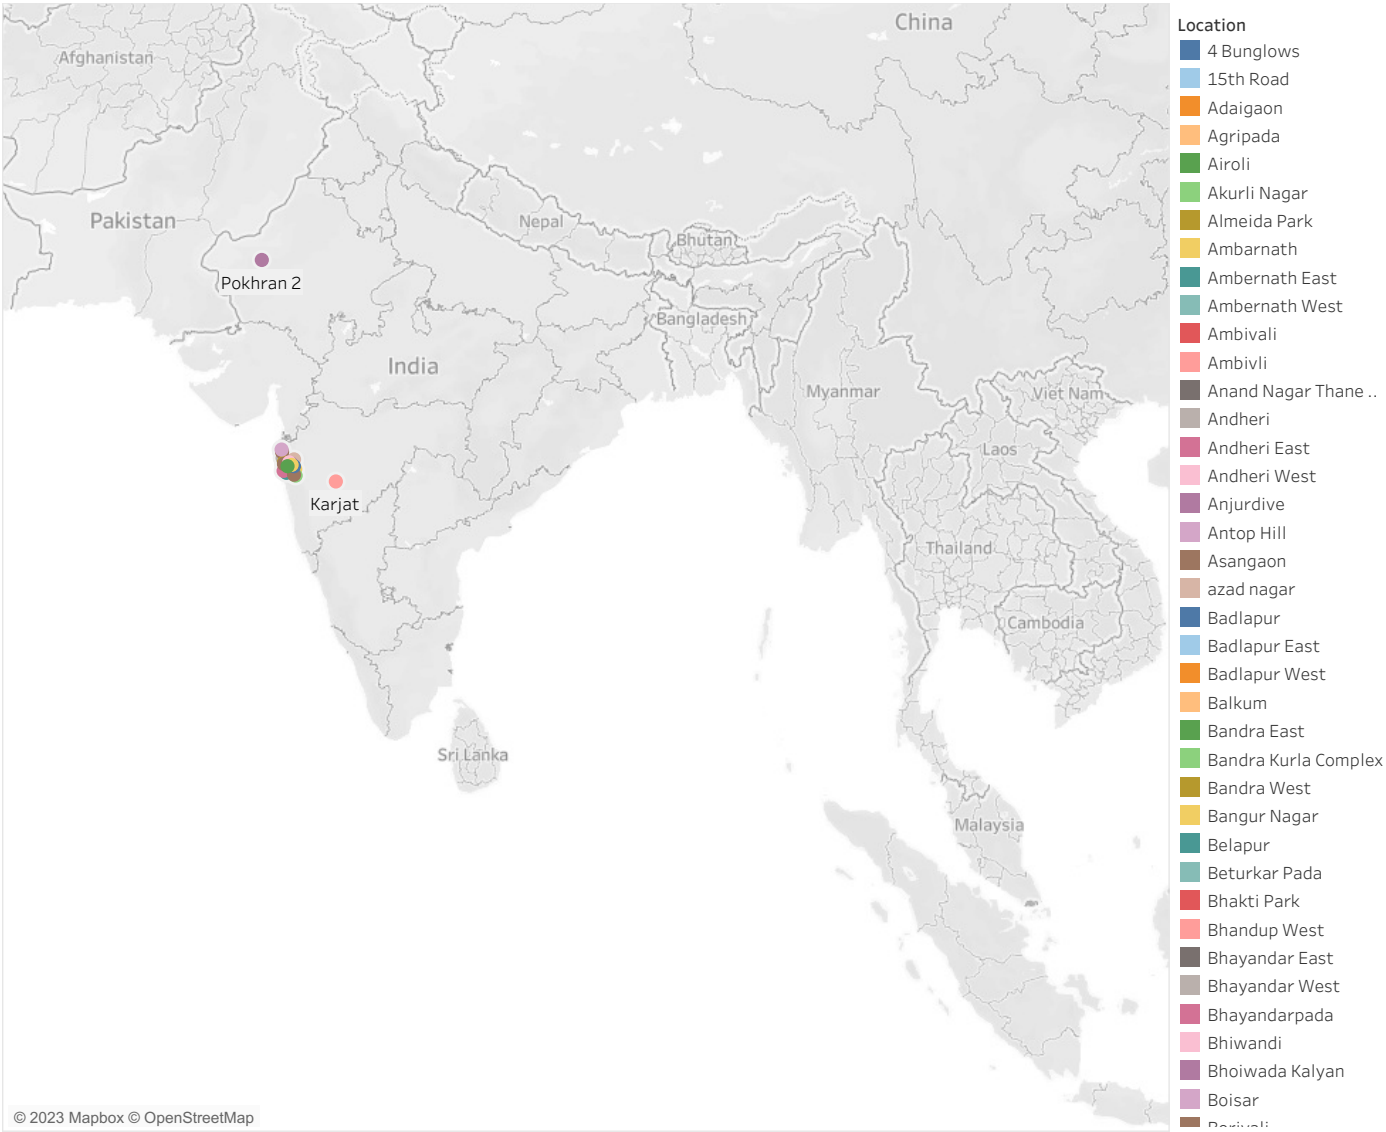 China
Afghanistan
Pakistan
Nepal
Bhutan
Pokhran 2
Bangladesh
India
Myanmar
Viet Nam
Laos
Karjat
Thailand
Cambodia
Sri Lanka
Malaysia
© 2023 Mapbox © OpenStreetMap
Location
4 Bunglows
15th Road
Adaigaon
Agripada
Airoli
Akurli Nagar
Almeida Park
Ambarnath
Ambernath East
Ambernath West
Ambivali
Ambivli
Anand Nagar Thane ..
Andheri
Andheri East
Andheri West
Anjurdive
Antop Hill
Asangaon
azad nagar
Badlapur
Badlapur East
Badlapur West
Balkum
Bandra East
Bandra Kurla Complex
Bandra West
Bangur Nagar
Belapur
Beturkar Pada
Bhakti Park
Bhandup West
Bhayandar East
Bhayandar West
Bhayandarpada
Bhiwandi
Bhoiwada Kalyan
Boisar